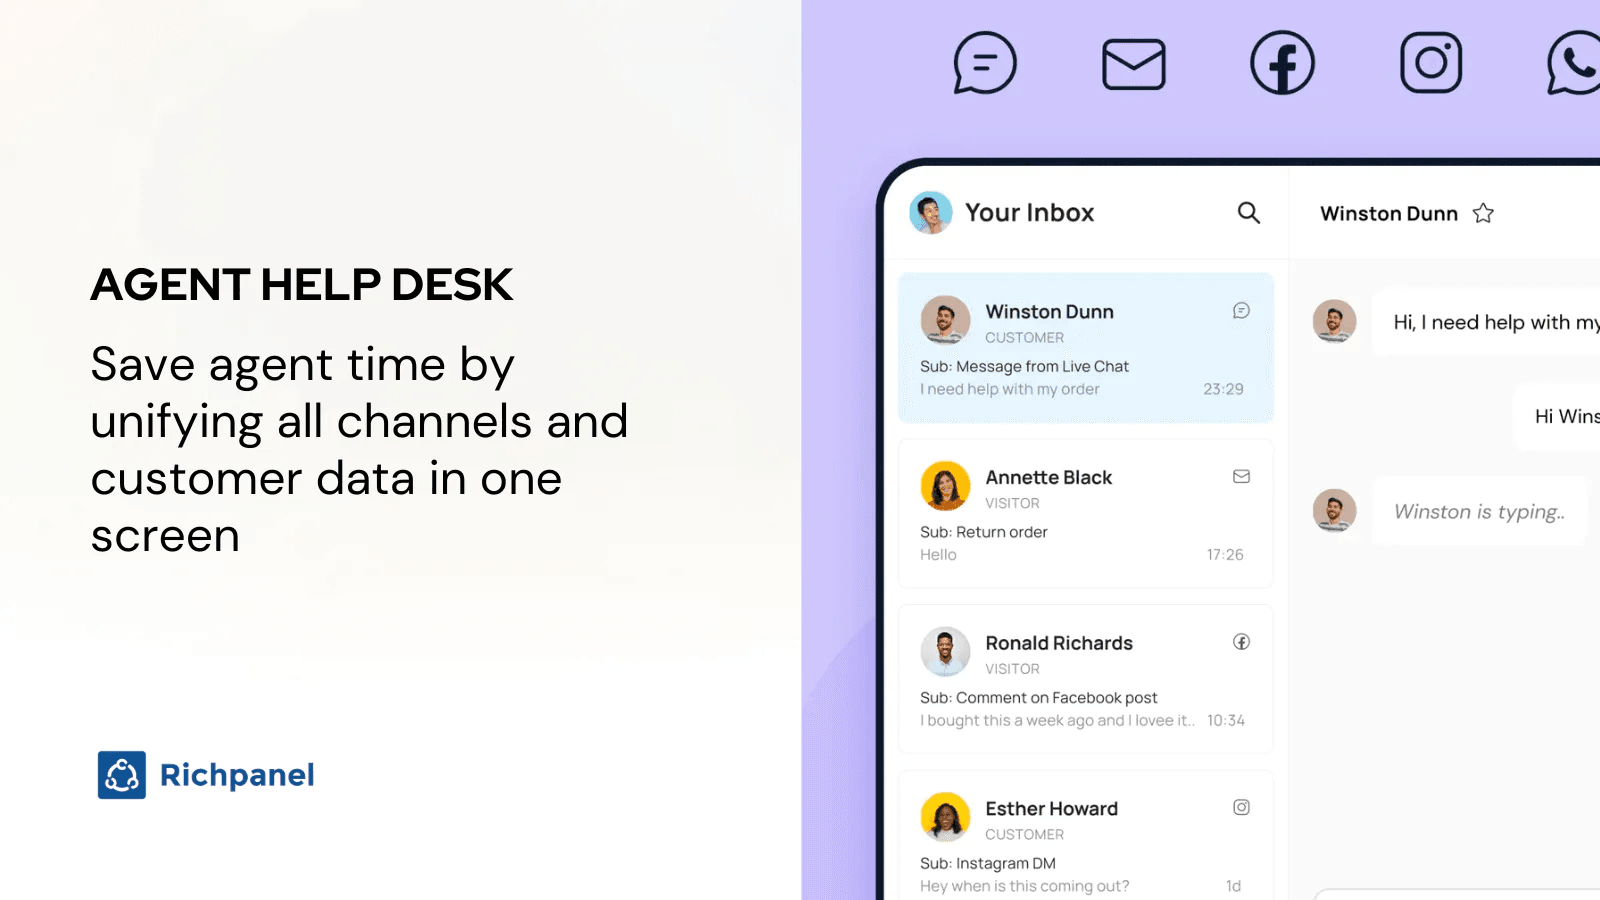 AGENT HELP DESK
Save agent time by
unifying all channels and
customer data in one
screen
Richpanel
Your Inbox
Winston Dunn
CUSTOMER
Sub: Message from Live Chat
I need help with my order 23:29
Annette Black
VISITOR
Sub: Return order
Hello 17:26
Ronald Richards
VISITOR
Sub: Comment on Facebook post
I bought this a week ago and I lovee it.. 10:34
Esther Howard
CUSTOMER
Sub: Instagram DM
Hey when is this coming out? 1d
Winston Dunn
Hi, I need help with my
Hi Wins
Winston is typing..